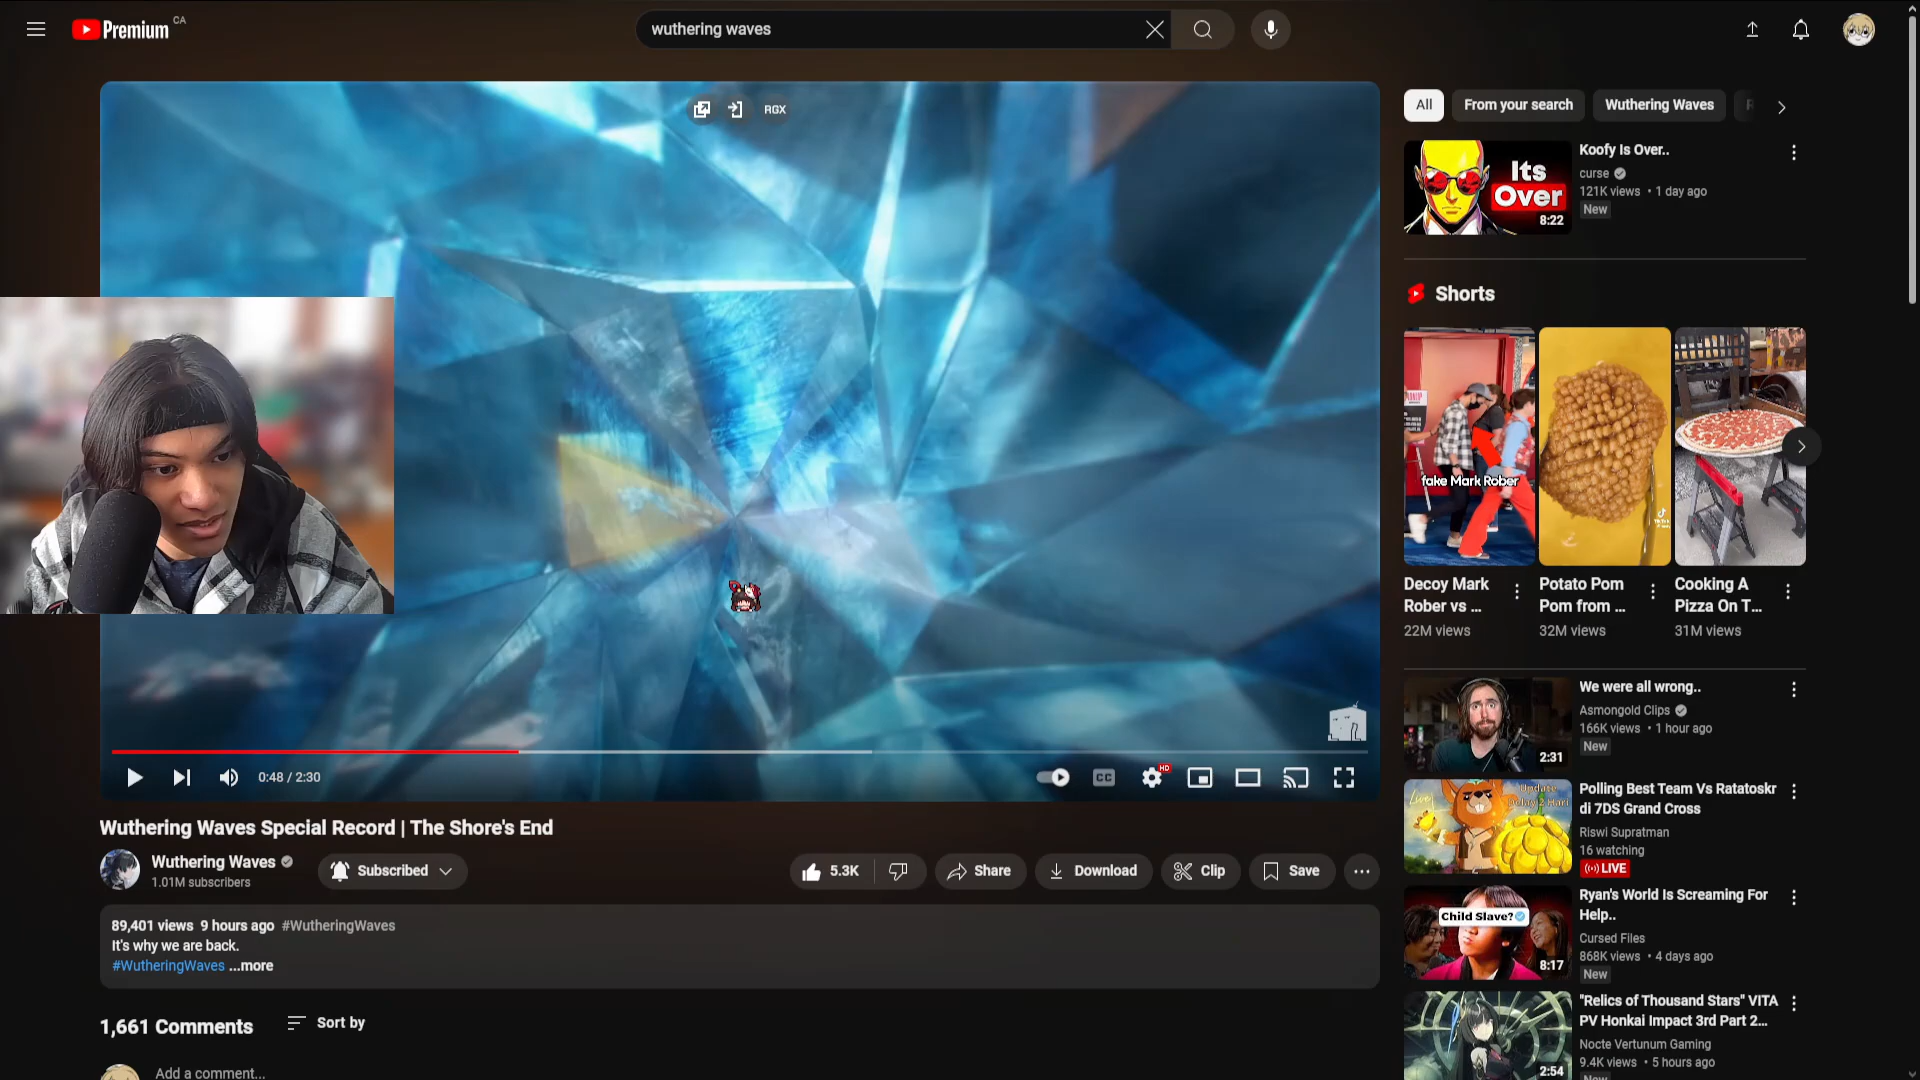 Premium CA
wuthering waves
RGX
0:48 / 2:30
CC
HD
Wuthering Waves Special Record | The Shore's End
Wuthering Waves
1.01M subscribers
Subscribed
5.3K
Share
Download
Clip
Save
89,401 views 9 hours ago #WutheringWaves
It's why we are back.
#WutheringWaves ...more
1,661 Comments
Sort by
Add a comment...
All
From your search
Wuthering Waves
Its
Over
8:22
Koofy Is Over..
curse
121K views • 1 day ago
New
Shorts
fake Mark Rober
Decoy Mark
Rober vs ...
22M views
Potato Pom
Pom from ...
32M views
Cooking A
Pizza On T...
31M views
2:31
We were all wrong..
Asmongold Clips
166K views • 1 hour ago
New
Update
Delay 2 Hari
Polling Best Team Vs Ratatoskr
di 7DS Grand Cross
Riswi Supratman
16 watching
LIVE
Child Slave?
8:17
Ryan's World Is Screaming For
Help..
Cursed Files
868K views • 4 days ago
New
2:54
"Relics of Thousand Stars" VITA
PV Honkai Impact 3rd Part 2...
Nocte Vertunum Gaming
9.4K views • 5 hours ago
New